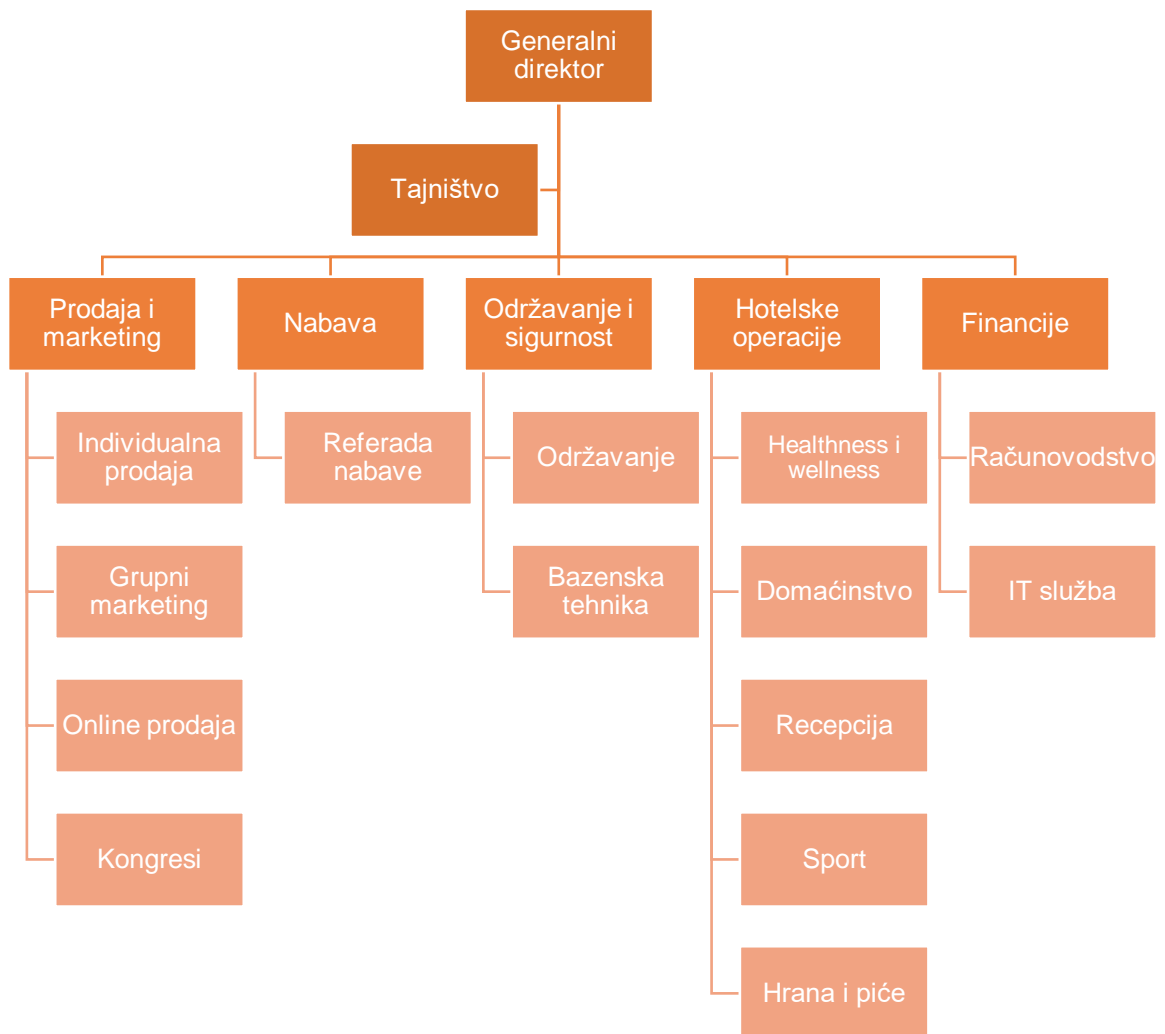 Generalni
direktor
Tajništvo
Prodaja i
marketing
Nabava
Održavanje i
sigurnost
Hotelske
operacije
Financije
Individualna
prodaja
Grupni
marketing
Online prodaja
Kongresi
Referada
nabave
Održavanje
Bazenska
tehnika
Healthness i
wellness
Domaćinstvo
Recepcija
Sport
Hrana i piće
Računovodstvo
IT služba